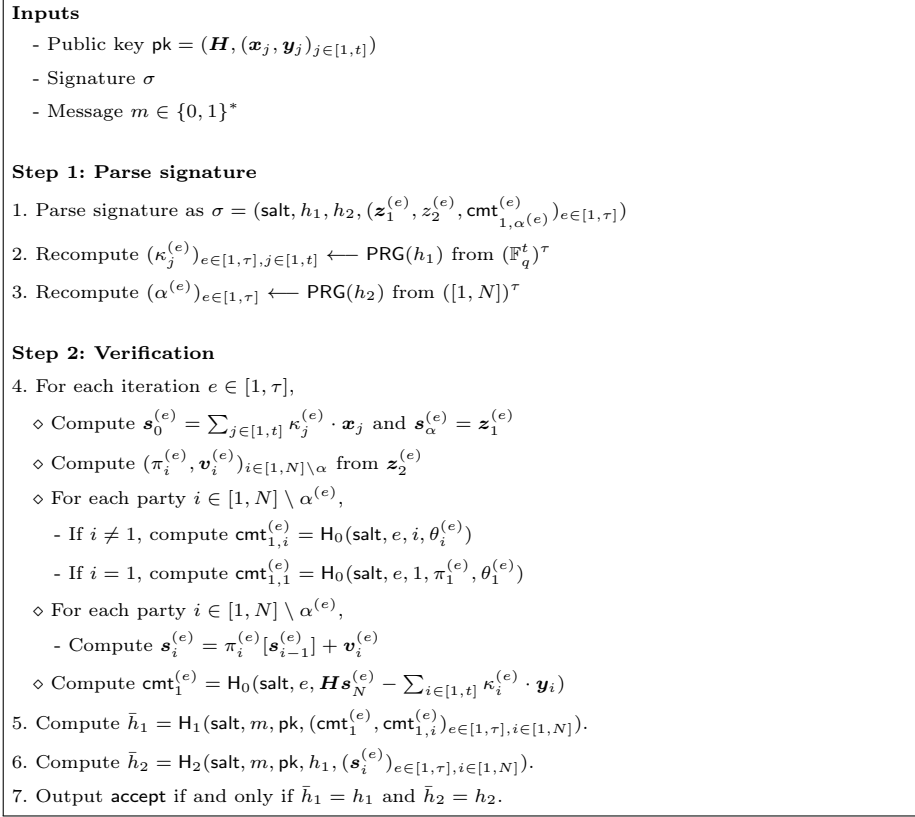 Inputs
- Public key pk = (H, (x_j, y_j)_{j∈[1,t]})
- Signature σ
- Message m ∈ {0, 1}^*
Step 1: Parse signature
1. Parse signature as σ = (salt, h_1, h_2, (z_1^{(e)}, z_2^{(e)}, cmt_{1,α^{(e)}}^{(e)})_{e∈[1,τ]})
2. Recompute (κ_j^{(e)})_{e∈[1,τ],j∈[1,t]} ⟵ PRG(h_1) from (𝔽_q^t)^τ
3. Recompute (α^{(e)})_{e∈[1,τ]} ⟵ PRG(h_2) from ([1, N])^τ
Step 2: Verification
4. For each iteration e ∈ [1, τ],
⋄ Compute s_0^{(e)} = ∑_{j∈[1,t]} κ_j^{(e)} · x_j and s_α^{(e)} = z_1^{(e)}
⋄ Compute (π_i^{(e)}, v_i^{(e)})_{i∈[1,N]\α} from z_2^{(e)}
⋄ For each party i ∈ [1, N] \ α^{(e)},
- If i ≠ 1, compute cmt_{1,i}^{(e)} = H_0(salt, e, i, θ_i^{(e)})
- If i = 1, compute cmt_{1,1}^{(e)} = H_0(salt, e, 1, π_1^{(e)}, θ_1^{(e)})
⋄ For each party i ∈ [1, N] \ α^{(e)},
- Compute s_i^{(e)} = π_i^{(e)}[s_{i−1}^{(e)}] + v_i^{(e)}
⋄ Compute cmt_1^{(e)} = H_0(salt, e, Hs_N^{(e)} − ∑_{i∈[1,t]} κ_i^{(e)} · y_i)
5. Compute h̄_1 = H_1(salt, m, pk, (cmt_1^{(e)}, cmt_{1,i}^{(e)})_{e∈[1,τ],i∈[1,N]}).
6. Compute h̄_2 = H_2(salt, m, pk, h_1, (s_i^{(e)})_{e∈[1,τ],i∈[1,N]}).
7. Output accept if and only if h̄_1 = h_1 and h̄_2 = h_2.